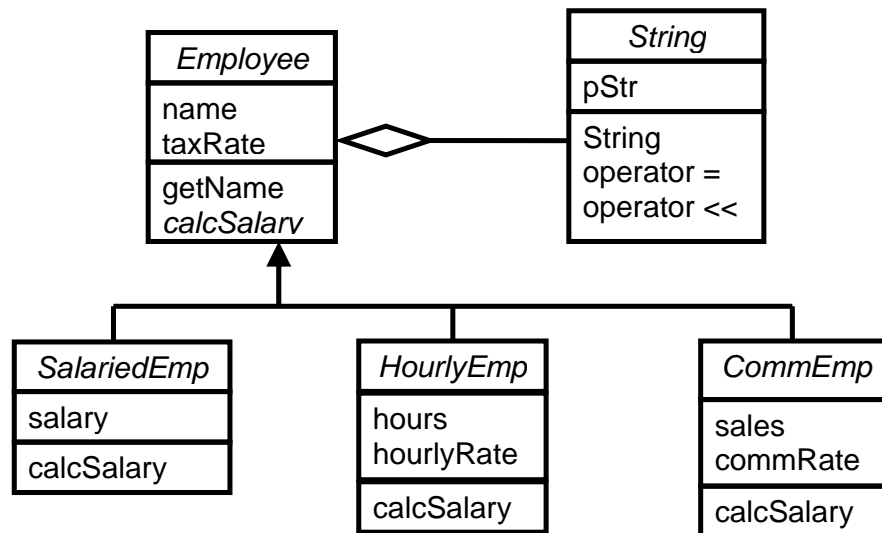 Employee
name
taxRate
getName
calcSalary
String
pStr
String
operator =
operator <<
SalariedEmp
salary
calcSalary
HourlyEmp
hours
hourlyRate
calcSalary
CommEmp
sales
commRate
calcSalary